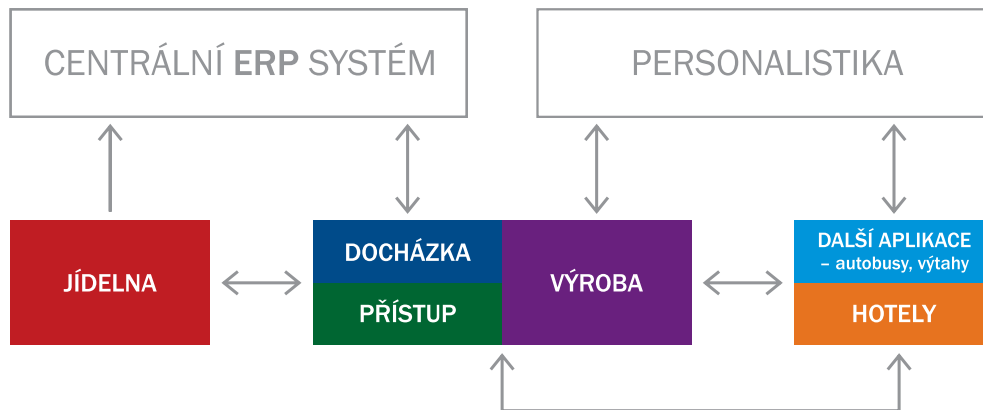 CENTRÁLNÍ ERP SYSTÉM
PERSONALISTIKA
JÍDELNA
DOCHÁZKA
PŘÍSTUP
VÝROBA
DALŠÍ APLIKACE
– autobusy, výtahy
HOTELY